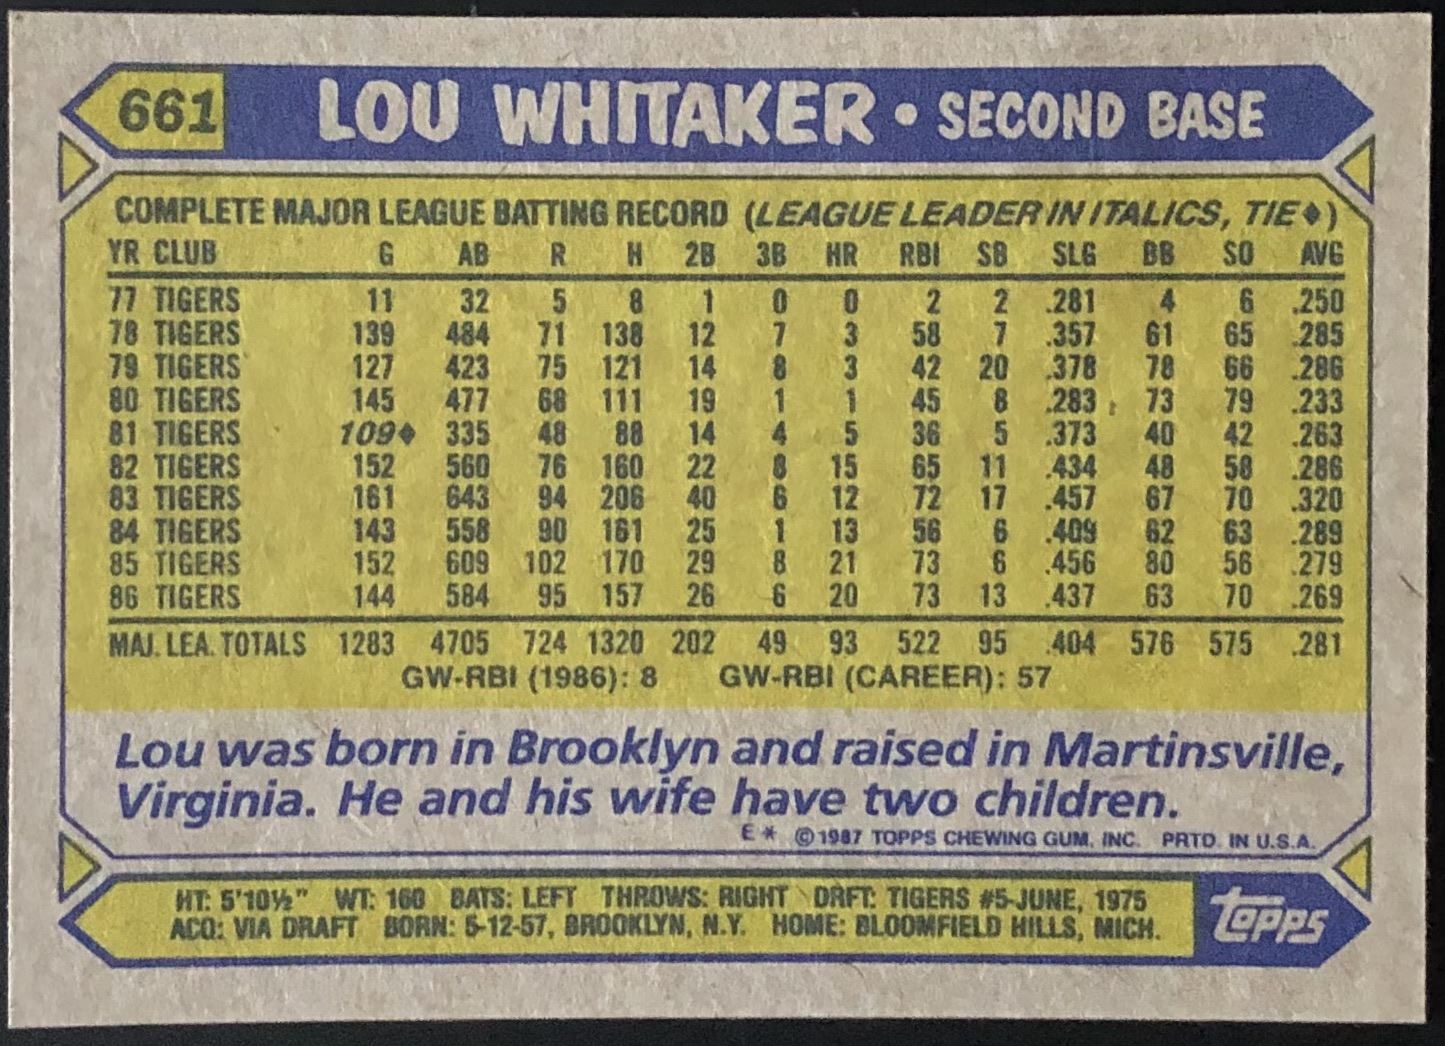 661 LOU WHITAKER • SECOND BASE
COMPLETE MAJOR LEAGUE BATTING RECORD (LEAGUE LEADER IN ITALICS, TIE♦)
YR CLUB G AB R H 2B 3B HR RBI SB SLG BB SO AVG
77 TIGERS 11 32 5 8 1 0 0 2 2 .281 4 6 .250
78 TIGERS 139 484 71 138 12 7 3 58 7 .357 61 65 .285
79 TIGERS 127 423 75 121 14 8 3 42 20 .378 78 66 .286
80 TIGERS 145 477 68 111 19 1 1 45 8 .283 73 79 .233
81 TIGERS 109♦ 335 48 88 14 4 5 36 5 .373 40 42 .263
82 TIGERS 152 560 76 160 22 8 15 65 11 .434 48 58 .286
83 TIGERS 161 643 94 206 40 6 12 72 17 .457 67 70 .320
84 TIGERS 143 558 90 161 25 1 13 56 6 .409 62 63 .289
85 TIGERS 152 609 102 170 29 8 21 73 6 .456 80 56 .279
86 TIGERS 144 584 95 157 26 6 20 73 13 .437 63 70 .269
MAJ. LEA. TOTALS 1283 4705 724 1320 202 49 93 522 95 .404 576 575 .281
GW-RBI (1986): 8 GW-RBI (CAREER): 57
Lou was born in Brooklyn and raised in Martinsville,
Virginia. He and his wife have two children.
E* ©1987 TOPPS CHEWING GUM, INC. PRTD. IN U.S.A.
HT: 5'10½" WT: 160 BATS: LEFT THROWS: RIGHT DRFT: TIGERS #5-JUNE, 1975
ACQ: VIA DRAFT BORN: 5-12-57, BROOKLYN, N.Y. HOME: BLOOMFIELD HILLS, MICH.
topps